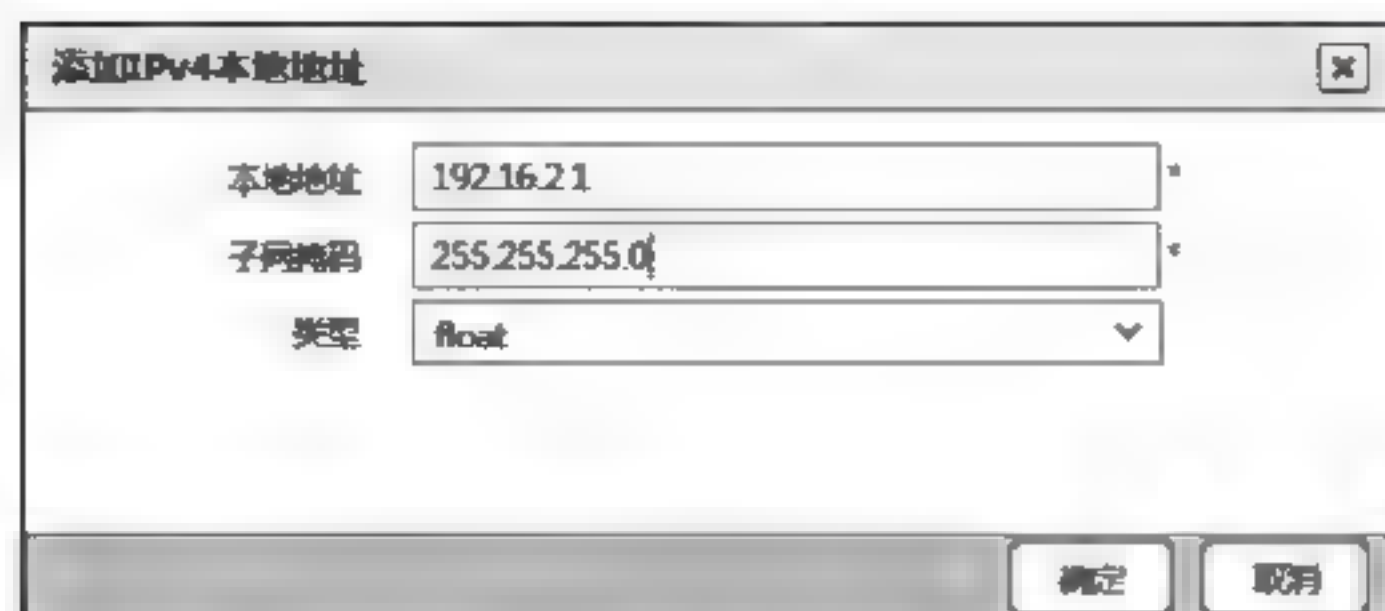 添加IPv4本地地址
本地地址 192.16.2.1 *
子网掩码 255.255.255.0 *
类型 float
确定 取消